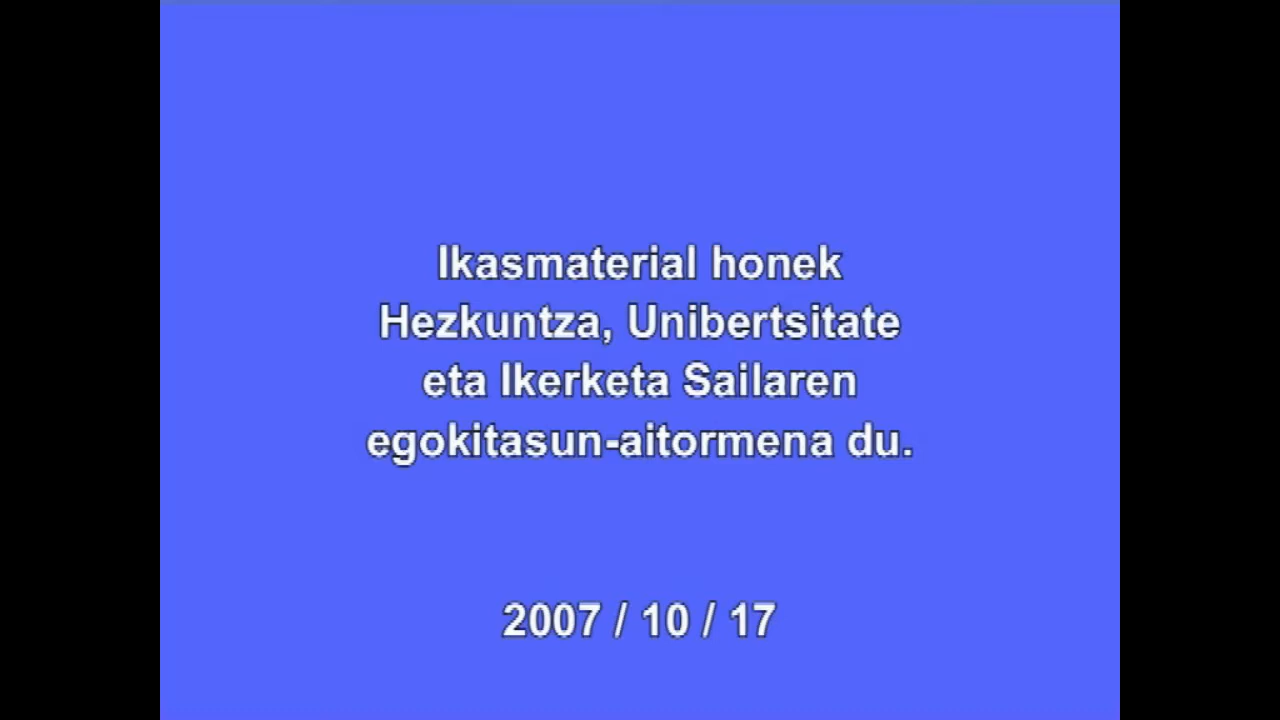 Ikasmaterial honek
Hezkuntza, Unibertsitate
eta Ikerketa Sailaren
egokitasun-aitormena du.
2007 / 10 / 17